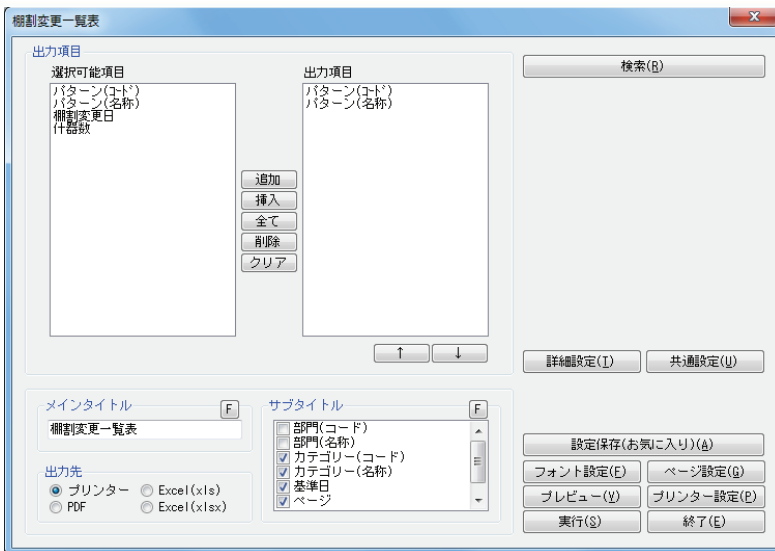 棚割変更一覧表
x
出力項目
選択可能項目
パターン(コード)
パターン(名称)
棚割変更日
什器数
追加
挿入
全て
削除
クリア
出力項目
パターン(コード)
パターン(名称)
↑ ↓
検索(R)
詳細設定(I) 共通設定(U)
メインタイトル F
棚割変更一覧表
出力先
プリンター Excel(xls)
PDF Excel(xlsx)
サブタイトル F
部門(コード)
部門(名称)
カテゴリー(コード)
カテゴリー(名称)
基準日
ページ
設定保存(お気に入り)(A)
フォント設定(F) ページ設定(G)
プレビュー(V) プリンター設定(P)
実行(S) 終了(E)